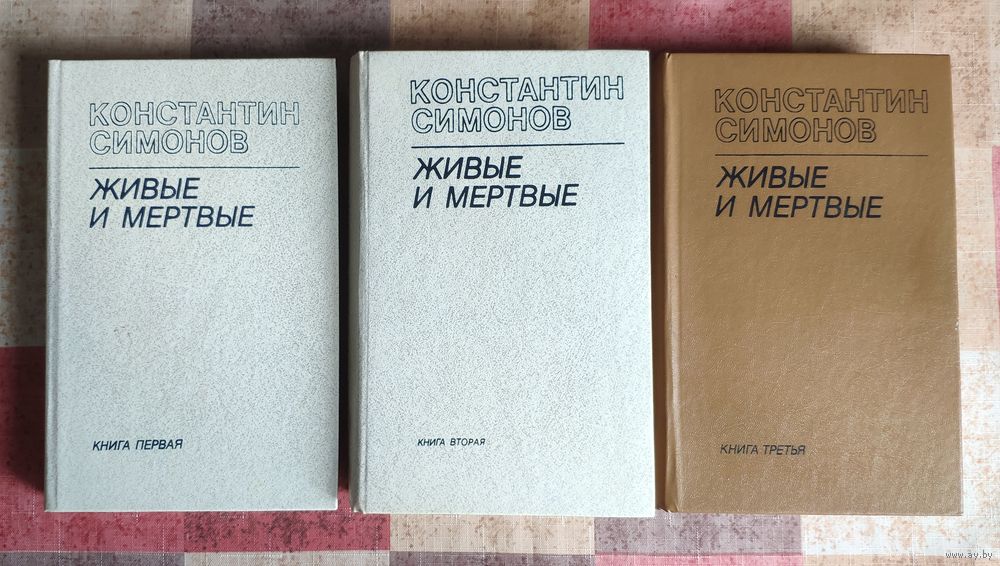 КОНСТАНТИН
СИМОНОВ
ЖИВЫЕ
И МЕРТВЫЕ
КНИГА ПЕРВАЯ
КОНСТАНТИН
СИМОНОВ
ЖИВЫЕ
И МЕРТВЫЕ
КНИГА ВТОРАЯ
КОНСТАНТИН
СИМОНОВ
ЖИВЫЕ
И МЕРТВЫЕ
КНИГА ТРЕТЬЯ
www.ay.by